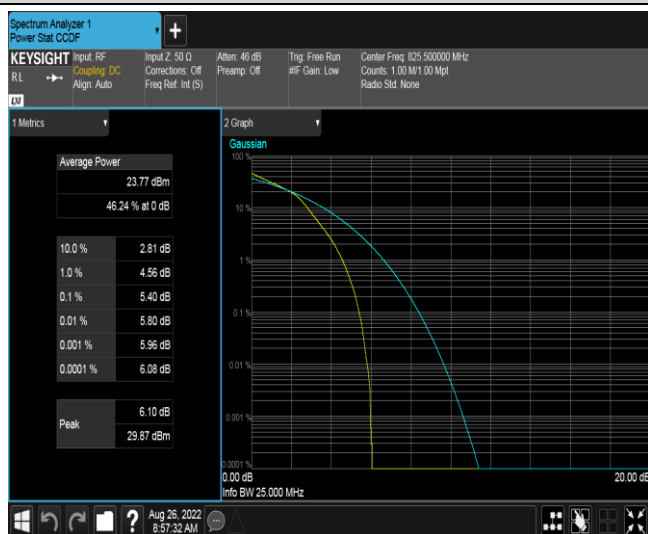 Spectrum Analyzer 1
Power Stat CCDF
KEYSIGHT
RL
LXI
Input: RF
Coupling: DC
Align: Auto
Input Z: 50 Ω
Corrections: Off
Freq Ref: Int (S)
Atten: 46 dB
Preamp: Off
Trig: Free Run
#IF Gain: Low
Center Freq: 825.500000 MHz
Counts: 1.00 M/1.00 Mpt
Radio Std: None
1 Metrics
Average Power
23.77 dBm
46.24 % at 0 dB
10.0 % 2.81 dB
1.0 % 4.56 dB
0.1 % 5.40 dB
0.01 % 5.80 dB
0.001 % 5.96 dB
0.0001 % 6.08 dB
Peak
6.10 dB
29.87 dBm
2 Graph
Gaussian
100 %
10 %
1 %
0.1 %
0.01 %
0.001 %
0.0001 %
0.00 dB 20.00 dB
Info BW 25.000 MHz
?
Aug 26, 2022
8:57:32 AM